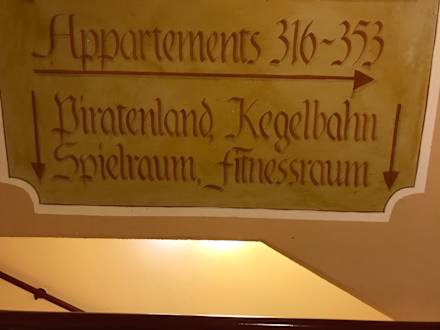 Appartements 316-353
Piratenland, Kegelbahn
Spielraum, Fitnessraum